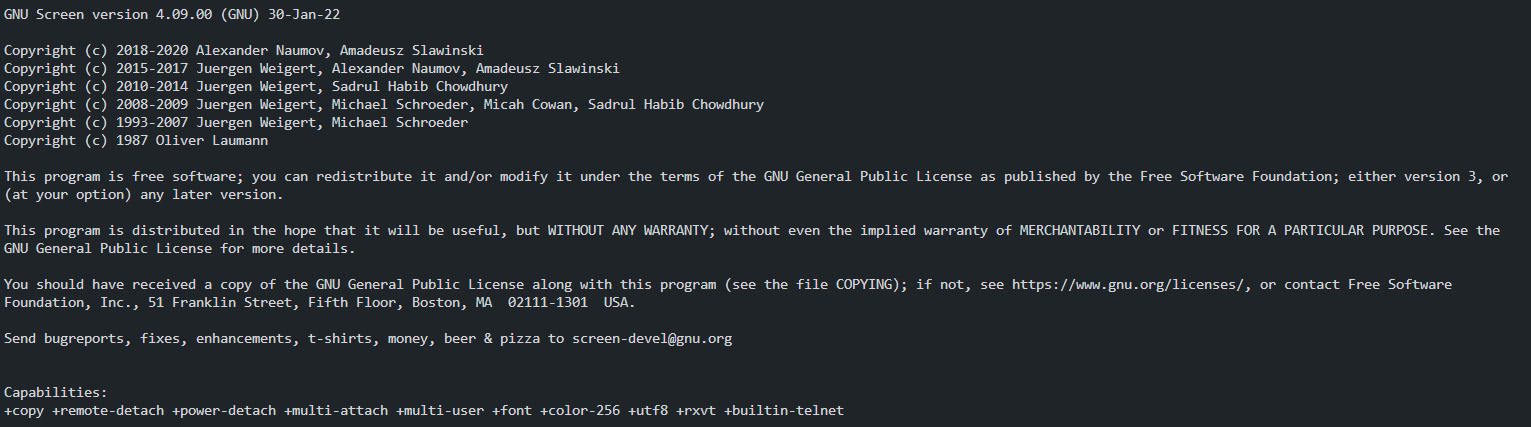 GNU Screen version 4.09.00 (GNU) 30-Jan-22
Copyright (c) 2018-2020 Alexander Naumov, Amadeusz Slawinski
Copyright (c) 2015-2017 Juergen Weigert, Alexander Naumov, Amadeusz Slawinski
Copyright (c) 2010-2014 Juergen Weigert, Sadrul Habib Chowdhury
Copyright (c) 2008-2009 Juergen Weigert, Michael Schroeder, Micah Cowan, Sadrul Habib Chowdhury
Copyright (c) 1993-2007 Juergen Weigert, Michael Schroeder
Copyright (c) 1987 Oliver Laumann
This program is free software; you can redistribute it and/or modify it under the terms of the GNU General Public License as published by the Free Software Foundation; either version 3, or
(at your option) any later version.
This program is distributed in the hope that it will be useful, but WITHOUT ANY WARRANTY; without even the implied warranty of MERCHANTABILITY or FITNESS FOR A PARTICULAR PURPOSE. See the
GNU General Public License for more details.
You should have received a copy of the GNU General Public License along with this program (see the file COPYING); if not, see https://www.gnu.org/licenses/, or contact Free Software
Foundation, Inc., 51 Franklin Street, Fifth Floor, Boston, MA  02111-1301  USA.
Send bugreports, fixes, enhancements, t-shirts, money, beer & pizza to screen-devel@gnu.org
Capabilities:
+copy +remote-detach +power-detach +multi-attach +multi-user +font +color-256 +utf8 +rxvt +builtin-telnet